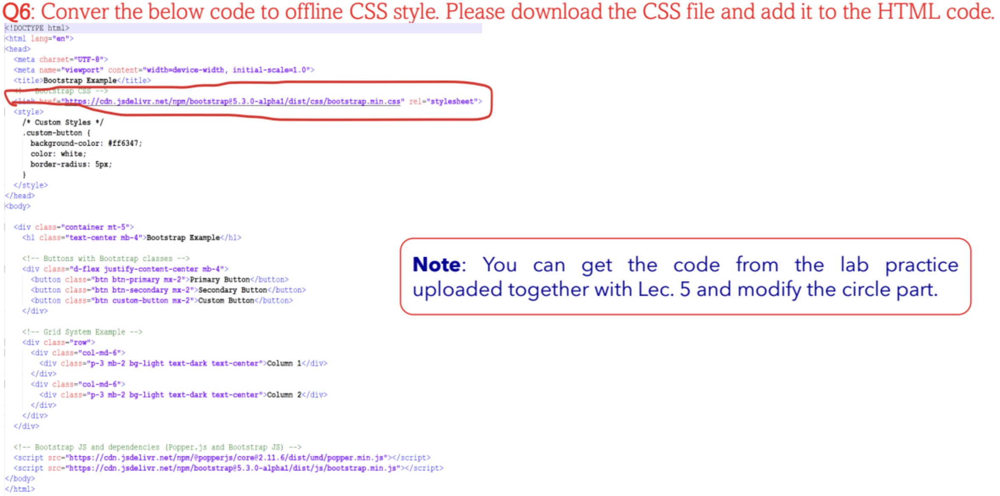 Q6: Conver the below code to offline CSS style. Please download the CSS file and add it to the HTML code.
<!DOCTYPE html>
<html lang="en">
<head>
  <meta charset="UTF-8">
  <meta name="viewport" content="width=device-width, initial-scale=1.0">
  <title>Bootstrap Example</title>
  <!-- Bootstrap CSS -->
  <link href="https://cdn.jsdelivr.net/npm/bootstrap@5.3.0-alpha1/dist/css/bootstrap.min.css" rel="stylesheet">
  <style>
    /* Custom Styles */
    .custom-button {
      background-color: #ff6347;
      color: white;
      border-radius: 5px;
    }
  </style>
</head>
<body>
  <div class="container mt-5">
    <h1 class="text-center mb-4">Bootstrap Example</h1>
    <!-- Buttons with Bootstrap classes -->
    <div class="d-flex justify-content-center mb-4">
      <button class="btn btn-primary mx-2">Primary Button</button>
      <button class="btn btn-secondary mx-2">Secondary Button</button>
      <button class="btn custom-button mx-2">Custom Button</button>
    </div>
    <!-- Grid System Example -->
    <div class="row">
      <div class="col-md-6">
        <div class="p-3 mb-2 bg-light text-dark text-center">Column 1</div>
      </div>
      <div class="col-md-6">
        <div class="p-3 mb-2 bg-light text-dark text-center">Column 2</div>
      </div>
    </div>
  </div>
  <!-- Bootstrap JS and dependencies (Popper.js and Bootstrap JS) -->
  <script src="https://cdn.jsdelivr.net/npm/@popperjs/core@2.11.6/dist/umd/popper.min.js"></script>
  <script src="https://cdn.jsdelivr.net/npm/bootstrap@5.3.0-alpha1/dist/js/bootstrap.min.js"></script>
</body>
</html>
Note: You can get the code from the lab practice
uploaded together with Lec. 5 and modify the circle part.